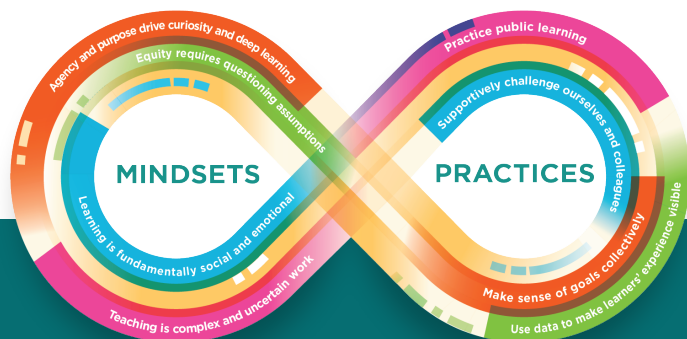 Agency and purpose drive curiosity and deep learning
Equity requires questioning assumptions
MINDSETS
Learning is fundamentally social and emotional
Teaching is complex and uncertain work
Practice public learning
Supportively challenge ourselves and colleagues
PRACTICES
Make sense of goals collectively
Use data to make learners' experience visible